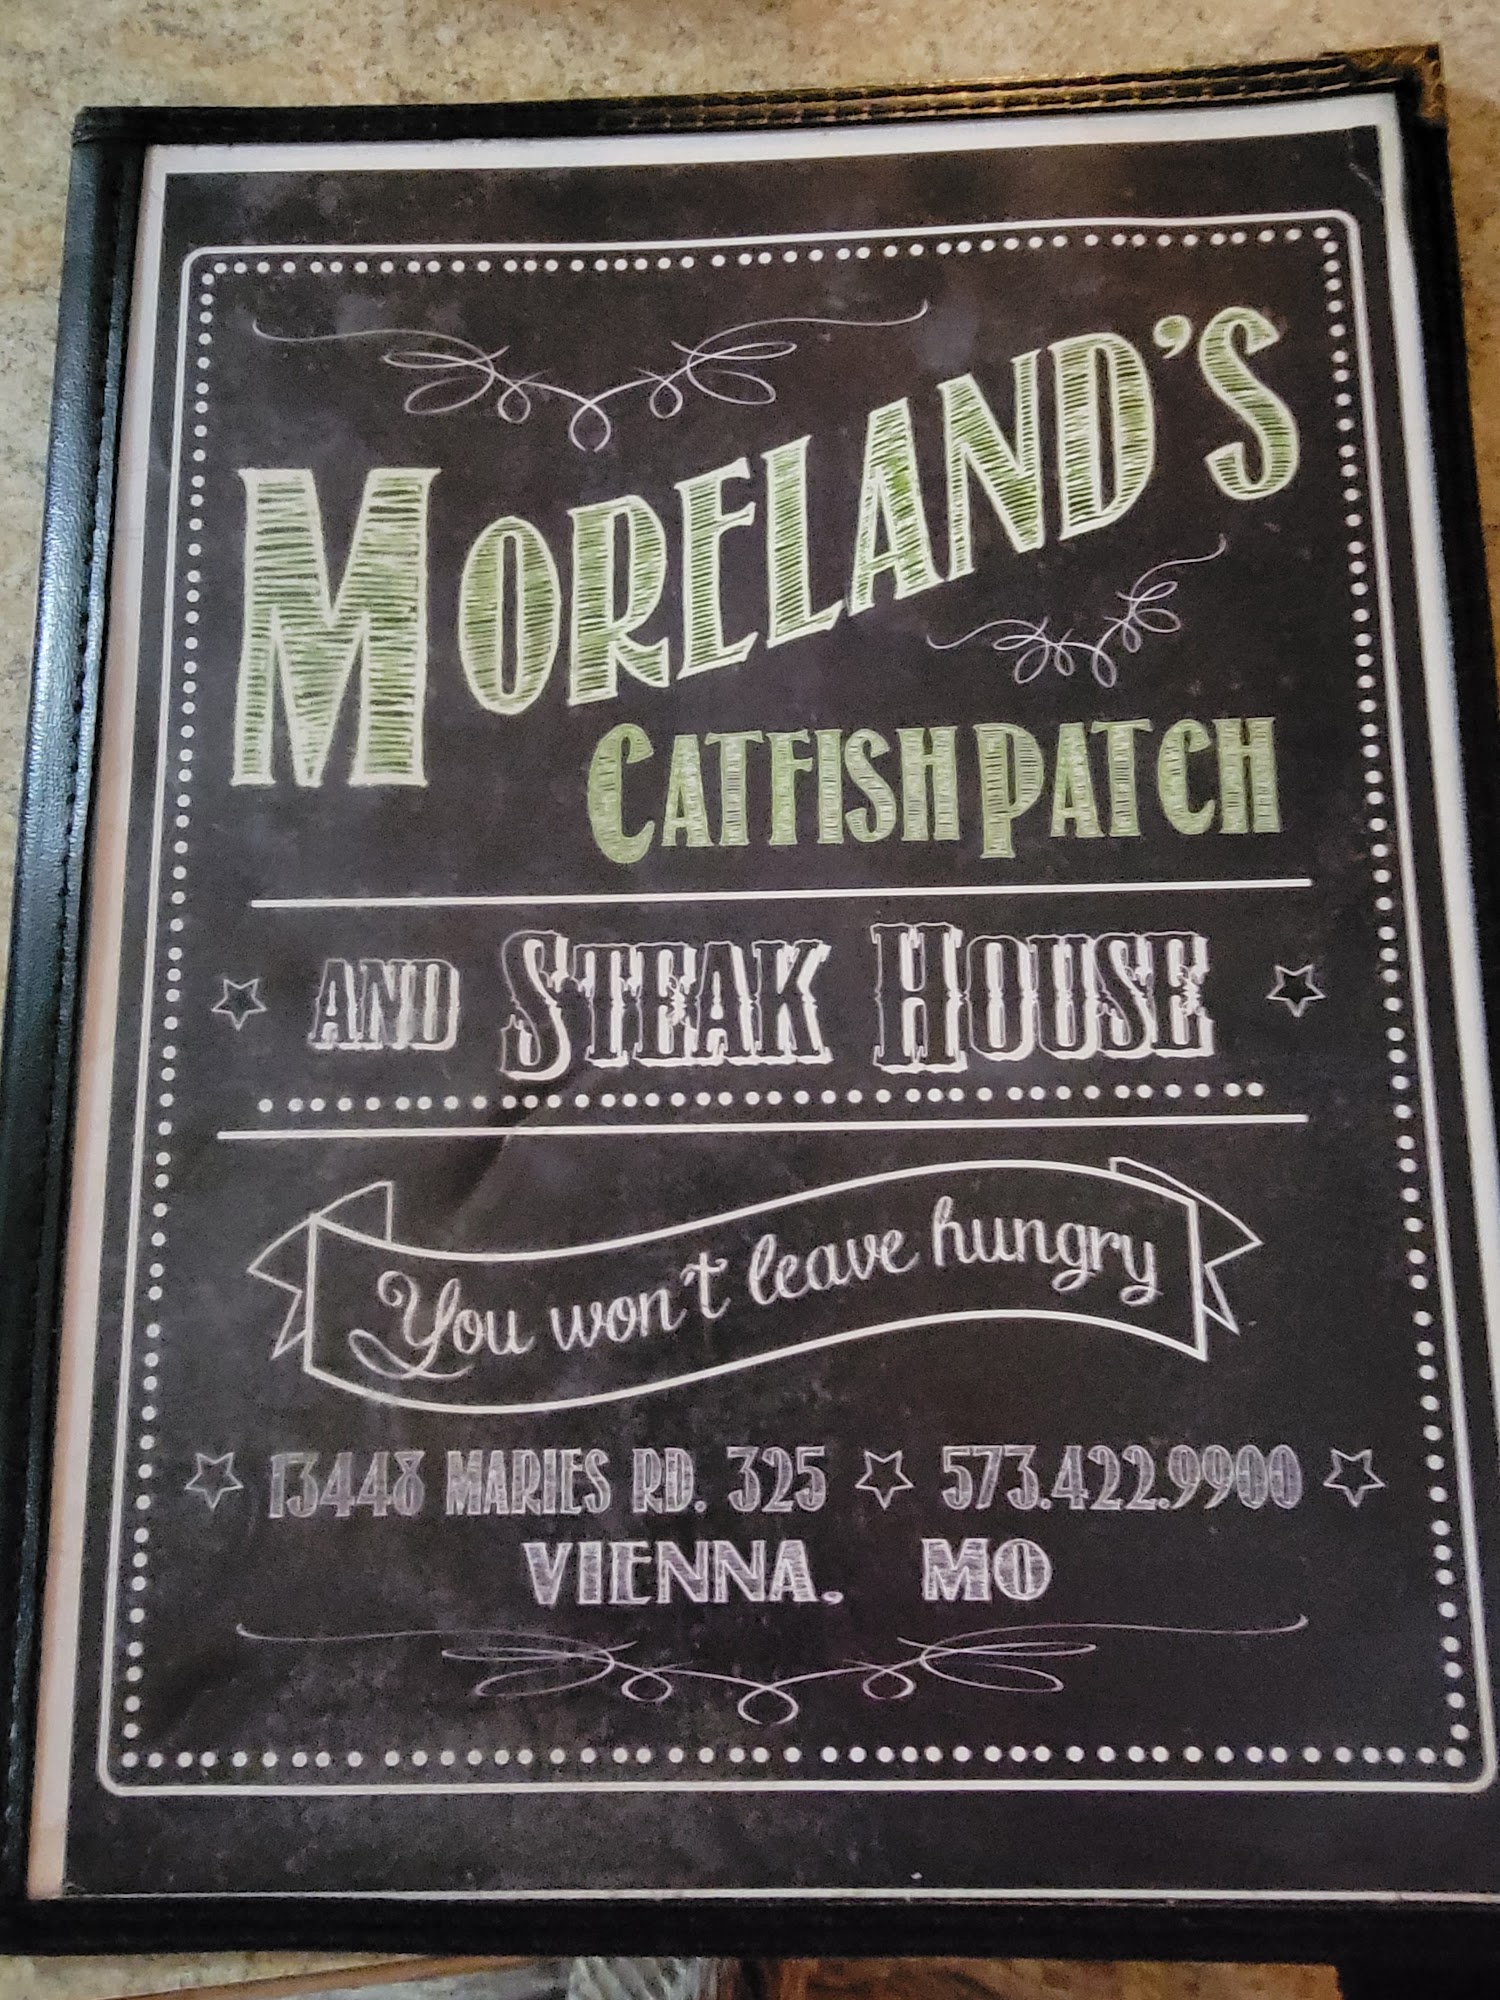 MORELAND'S
CATFISH PATCH
AND STEAK HOUSE
You won't leave hungry
13448 MARIES RD. 325 573.422.9900
VIENNA, MO